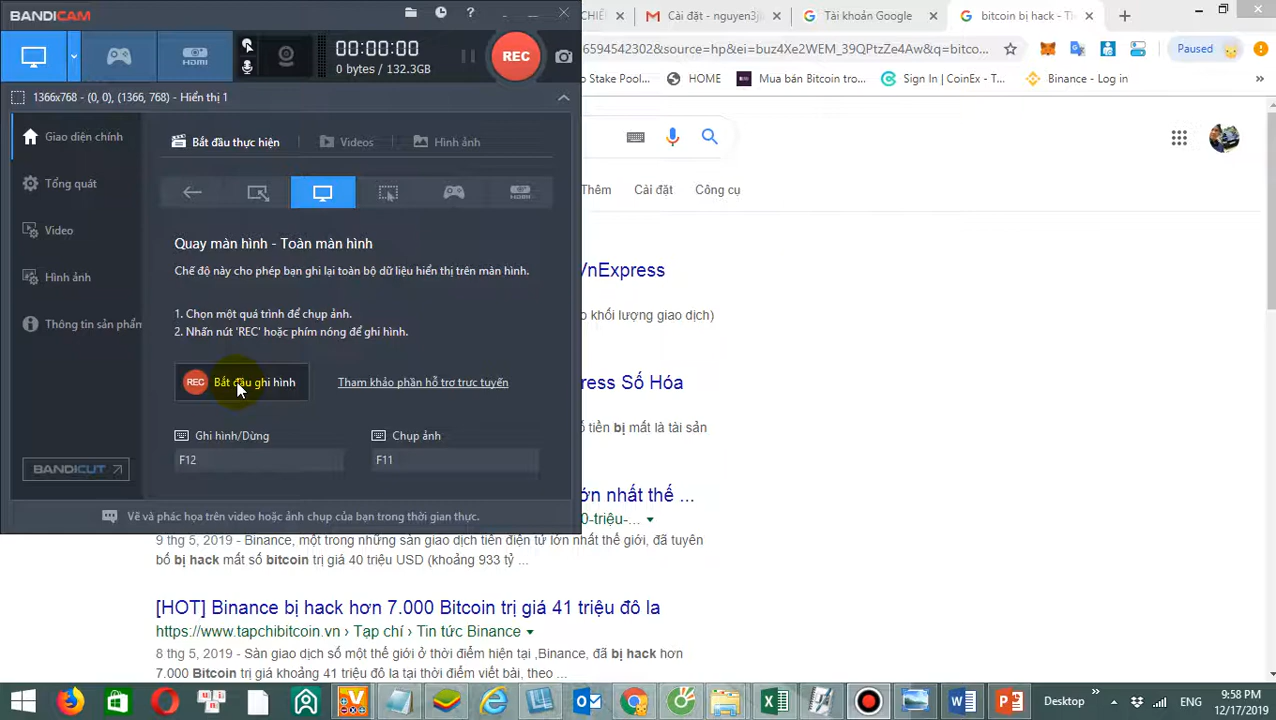 BANDICAM
Cài đặt - nguyen3j
Tài khoản Google
bitcoin bị hack - T
HDMI
00:00:00
0 bytes / 132.3GB
REC
6594542302&source=hp&ei=buz4Xe2WEM_39QPtzZe4Aw&q=bitco...
Paused
o Stake Pool...
HOME
Mua bán Bitcoin tro...
Sign In | CoinEx - T...
Binance - Log in
»
1366x768 - (0, 0), (1366, 768) - Hiển thị 1
Giao diện chính
Tổng quát
Video
Hình ảnh
Thông tin sản phẩm
BANDICUT
Bắt đầu thực hiện
Videos
Hình ảnh
HDMI
Quay màn hình - Toàn màn hình
Chế độ này cho phép bạn ghi lại toàn bộ dữ liệu hiển thị trên màn hình.
1. Chọn một quá trình để chụp ảnh.
2. Nhấn nút 'REC' hoặc phím nóng để ghi hình.
REC Bắt đầu ghi hình
Tham khảo phần hỗ trợ trực tuyến
Ghi hình/Dừng
Chụp ảnh
F12
F11
Vẽ và phác họa trên video hoặc ảnh chụp của bạn trong thời gian thực.
Thêm
Cài đặt
Công cụ
VnExpress
o khối lượng giao dịch)
ress Số Hóa
ố tiền bị mất là tài sản
ớn nhất thế ...
0-triệu-...
9 thg 5, 2019 - Binance, một trong những sàn giao dịch tiền điện tử lớn nhất thế giới, đã tuyên
bố bị hack mất số bitcoin trị giá 40 triệu USD (khoảng 933 tỷ ...
[HOT] Binance bị hack hơn 7.000 Bitcoin trị giá 41 triệu đô la
https://www.tapchibitcoin.vn › Tạp chí › Tin tức Binance
8 thg 5, 2019 - Sàn giao dịch số một thế giới ở thời điểm hiện tại ,Binance, đã bị hack hơn
7.000 Bitcoin trị giá khoảng 41 triệu đô la tại thời điểm viết bài, theo ...
Desktop
»
ENG
9:58 PM
12/17/2019